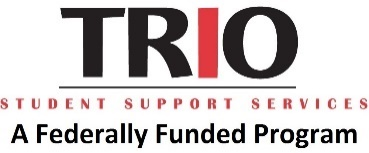 TRIO
STUDENT SUPPORT SERVICES
A Federally Funded Program